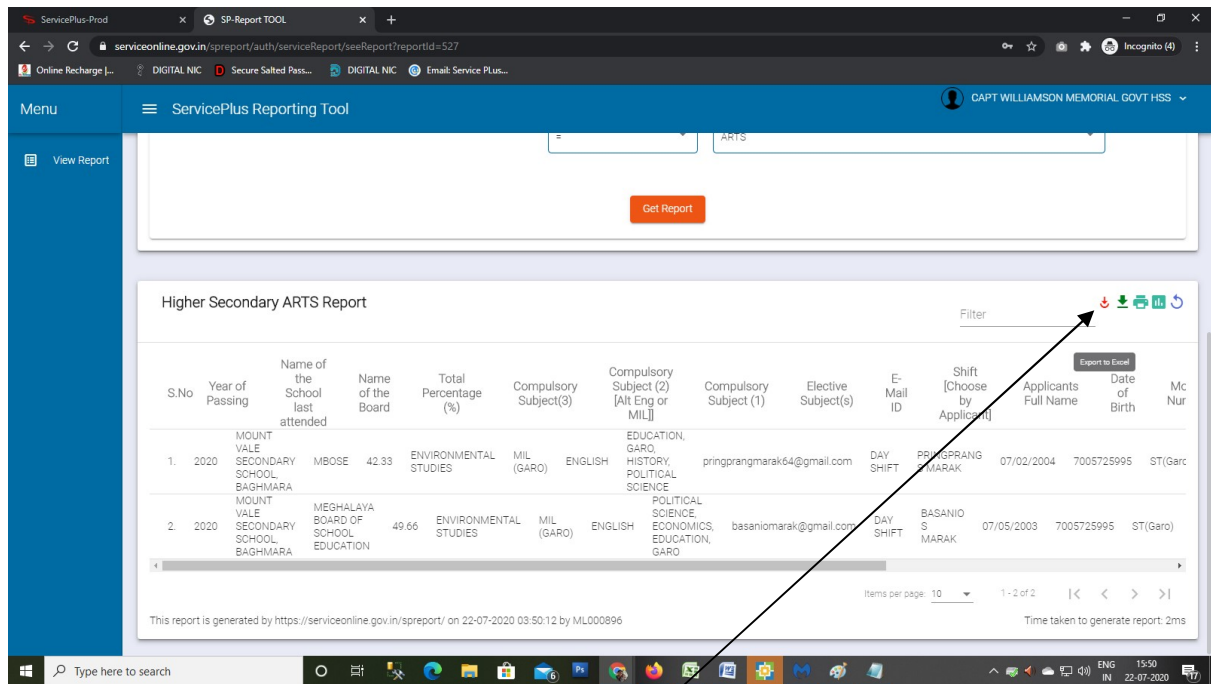 ServicePlus-Prod
SP-Report TOOL
serviceonline.gov.in/spreport/auth/serviceReport/seeReport?reportId=527
Incognito (4)
Online Recharge |...
DIGITAL NIC
Secure Salted Pass...
DIGITAL NIC
Email: Service PLus...
Menu
ServicePlus Reporting Tool
CAPT WILLIAMSON MEMORIAL GOVT HSS
View Report
=
ARTS
Get Report
Higher Secondary ARTS Report
Filter
Export to Excel
S.No
Year of
Passing
Name of
the
School
last
attended
Name
of the
Board
Total
Percentage
(%)
Compulsory
Subject(3)
Compulsory
Subject (2)
[Alt Eng or
MIL]]
Compulsory
Subject (1)
Elective
Subject(s)
E-
Mail
ID
Shift
[Choose
by
Applicant]
Applicants
Full Name
Date
of
Birth
Mc
Nur
1.
2020
MOUNT
VALE
SECONDARY
SCHOOL,
BAGHMARA
MBOSE
42.33
ENVIRONMENTAL
STUDIES
MIL
(GARO)
ENGLISH
EDUCATION,
GARO,
HISTORY,
POLITICAL
SCIENCE
pringprangmarak64@gmail.com
DAY
SHIFT
PRINGPRANG
S MARAK
07/02/2004
7005725995
ST(Garc
2.
2020
MOUNT
VALE
SECONDARY
SCHOOL,
BAGHMARA
MEGHALAYA
BOARD OF
SCHOOL
EDUCATION
49.66
ENVIRONMENTAL
STUDIES
MIL
(GARO)
ENGLISH
POLITICAL
SCIENCE,
ECONOMICS,
EDUCATION,
GARO
basaniomarak@gmail.com
DAY
SHIFT
BASANIO
S
MARAK
07/05/2003
7005725995
ST(Garo)
Items per page: 10
1 - 2 of 2
This report is generated by https://serviceonline.gov.in/spreport/ on 22-07-2020 03:50:12 by ML000896
Time taken to generate report: 2ms
Type here to search
ENG
IN
15:50
22-07-2020